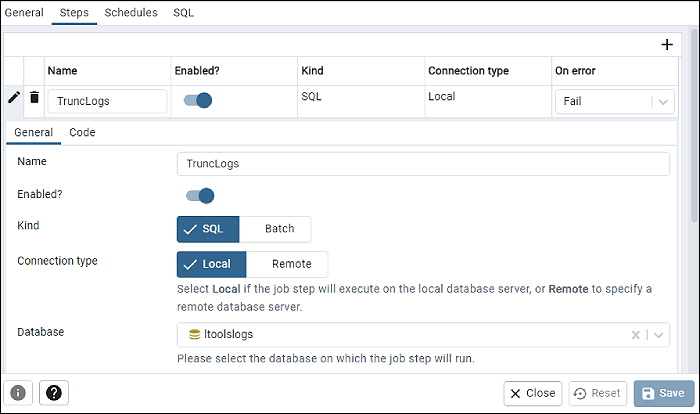 General Steps Schedules SQL
Name Enabled? Kind Connection type On error
TruncLogs SQL Local Fail
General Code
Name TruncLogs
Enabled?
Kind SQL Batch
Connection type Local Remote
Select Local if the job step will execute on the local database server, or Remote to specify a
remote database server.
Database ltoolslogs
Please select the database on which the job step will run.
Close Reset Save